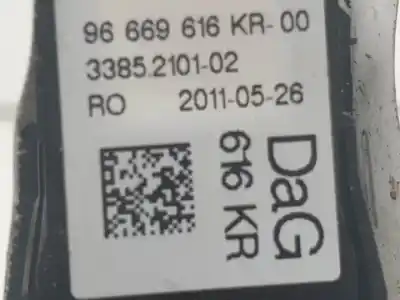 96 669 616 KR-00
3385.2101-02
RO 2011-05-26
DaG
616 KR